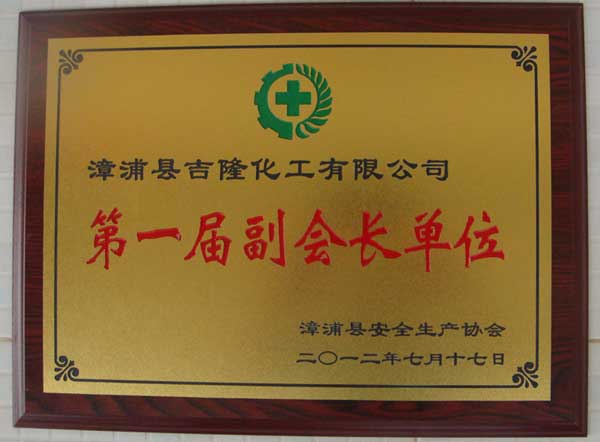 漳浦县吉隆化工有限公司
第一届副会长单位
漳浦县安全生产协会
二〇一二年七月十七日